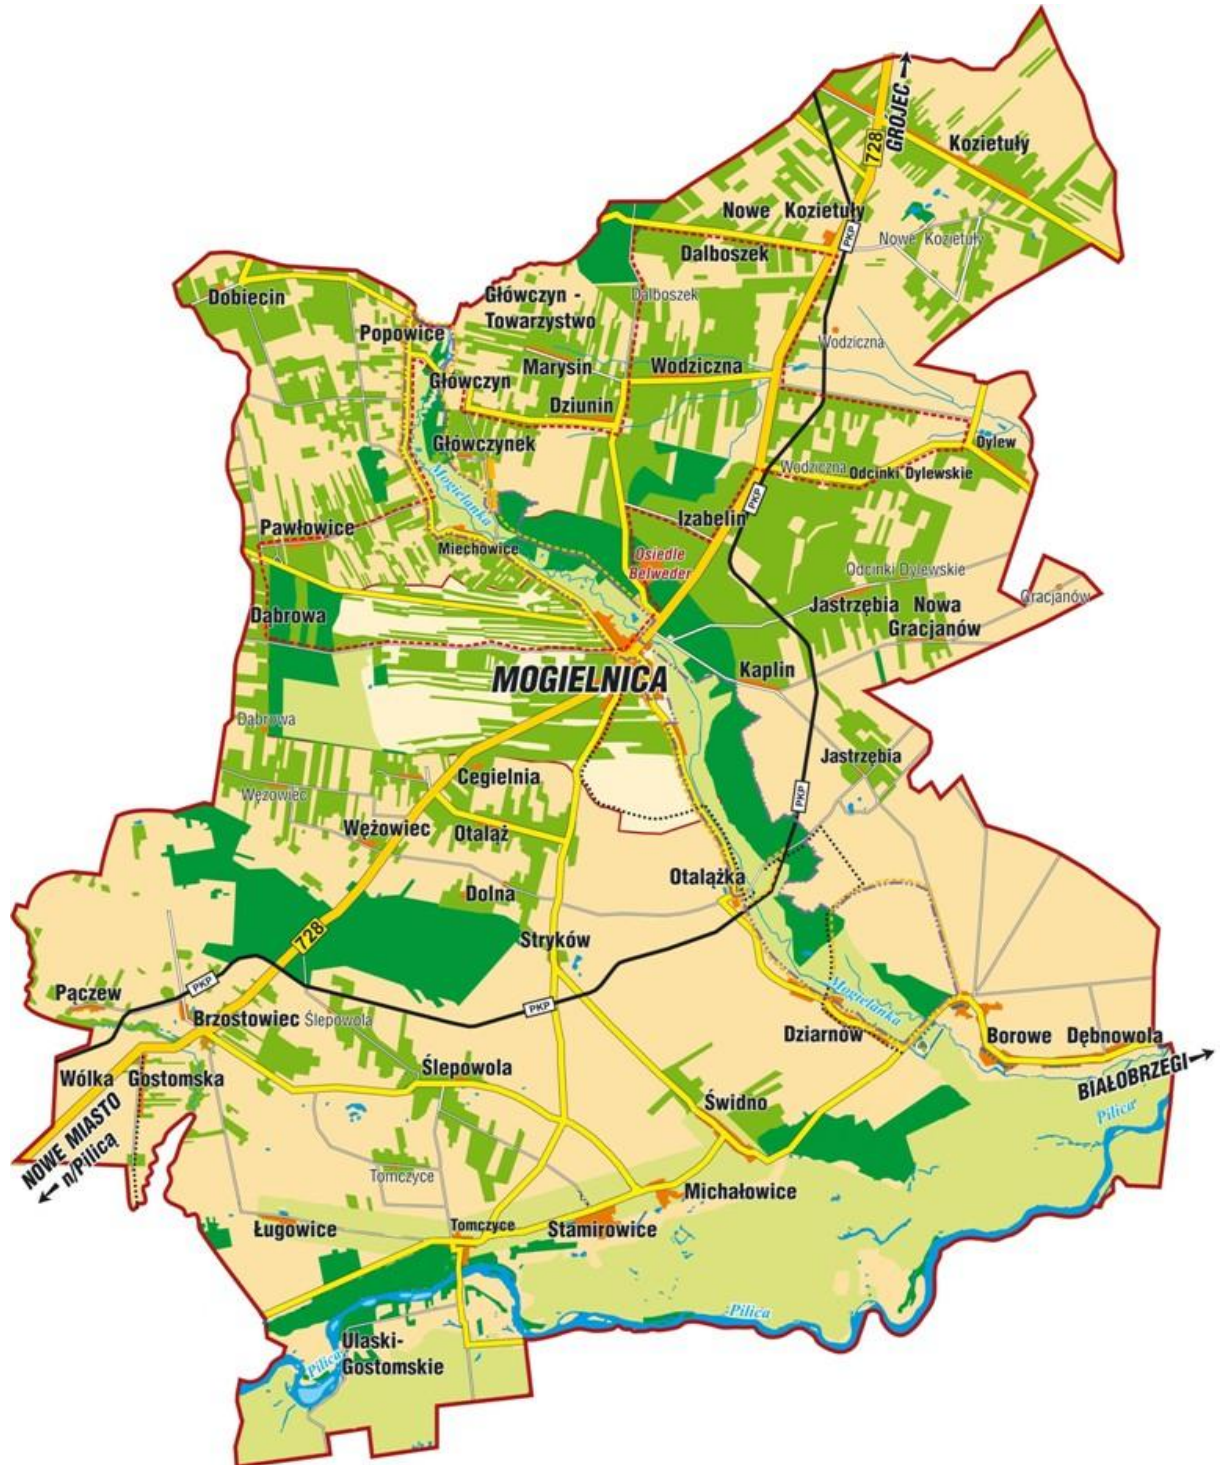 GRÓJEC
728
Kozietuły
Nowe Kozietuły
PKP
Nowe Kozietuły
Dalboszek
Dalboszek
Dobiecin
Główczyn -
Towarzystwo
Popowice
Wodziczna
Marysin
Wodziczna
Główczyn
Dziunin
Główczynek
Dylew
Wodziczna
Odcinki Dylewskie
Mogielanka
PKP
Izabelin
Pawłowice
Miechowice
Osiedle
Belweder
Odcinki Dylewskie
Gracjanów
Jastrzębia Nowa
Gracjanów
Dąbrowa
MOGIELNICA
Kaplin
Dąbrowa
Jastrzębia
Cegielnia
Wężowiec
PKP
Wężowiec
Otaląż
Otalążka
Dolna
728
Stryków
PKP
Mogielanka
Pączew
PKP
Brzostowiec
Ślepowola
Dziarnów
Borowe
Dębnowola
Ślepowola
Wólka Gostomska
BIAŁOBRZEGI
Świdno
Pilica
NOWE MIASTO
n/Pilicą
Tomczyce
Michałowice
Ługowice
Tomczyce
Stamirowice
Pilica
Ulaski-
Gostomskie
Pilica